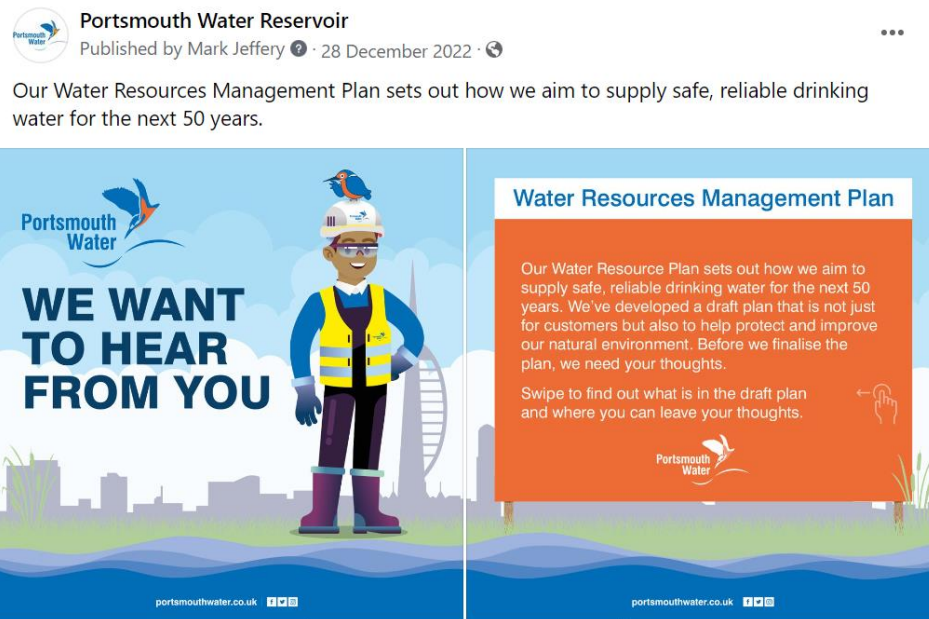 Portsmouth Water Reservoir
Published by Mark Jeffery · 28 December 2022 ·
Our Water Resources Management Plan sets out how we aim to supply safe, reliable drinking
water for the next 50 years.
Portsmouth
Water
Portsmouth
Water
WE WANT
TO HEAR
FROM YOU
portsmouthwater.co.uk
Water Resources Management Plan
Our Water Resource Plan sets out how we aim to
supply safe, reliable drinking water for the next 50
years. We've developed a draft plan that is not just
for customers but also to help protect and improve
our natural environment. Before we finalise the
plan, we need your thoughts.
Swipe to find out what is in the draft plan
and where you can leave your thoughts.
Portsmouth
Water
portsmouthwater.co.uk